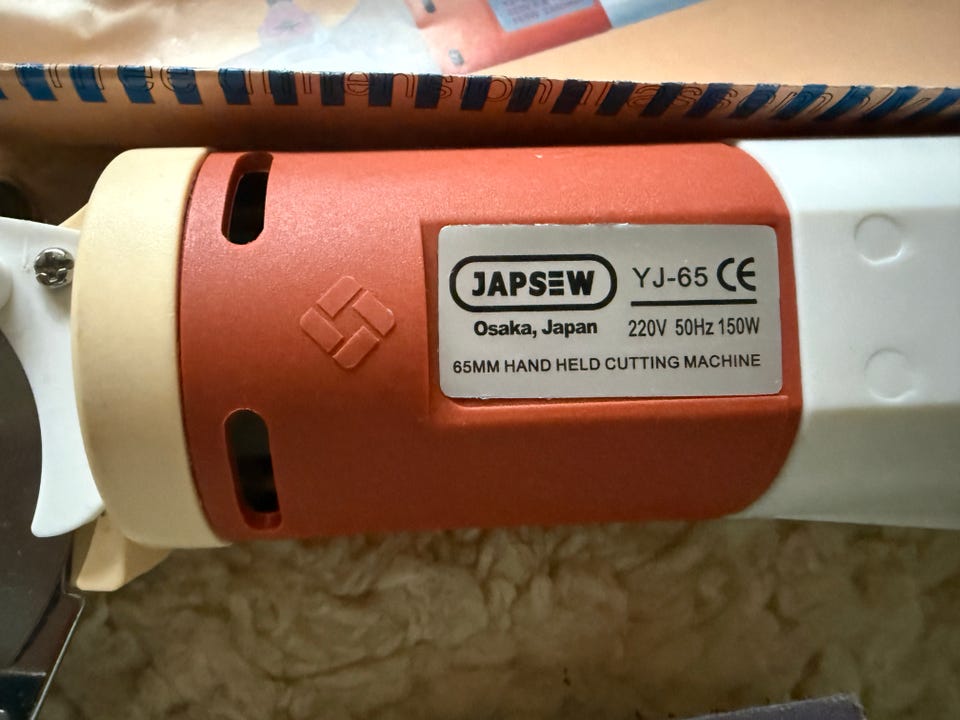 JAPSEW
YJ-65 CE
Osaka, Japan
220V 50Hz 150W
65MM HAND HELD CUTTING MACHINE